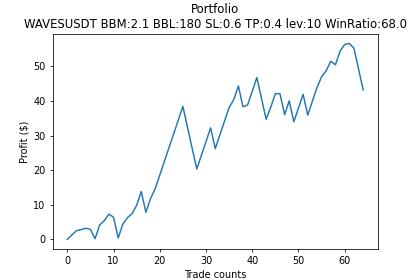 Portfolio
WAVESUSDT BBM:2.1 BBL:180 SL:0.6 TP:0.4 lev:10 WinRatio:68.0
50
40
30
20
10
0
Profit ($)
0 10 20 30 40 50 60
Trade counts